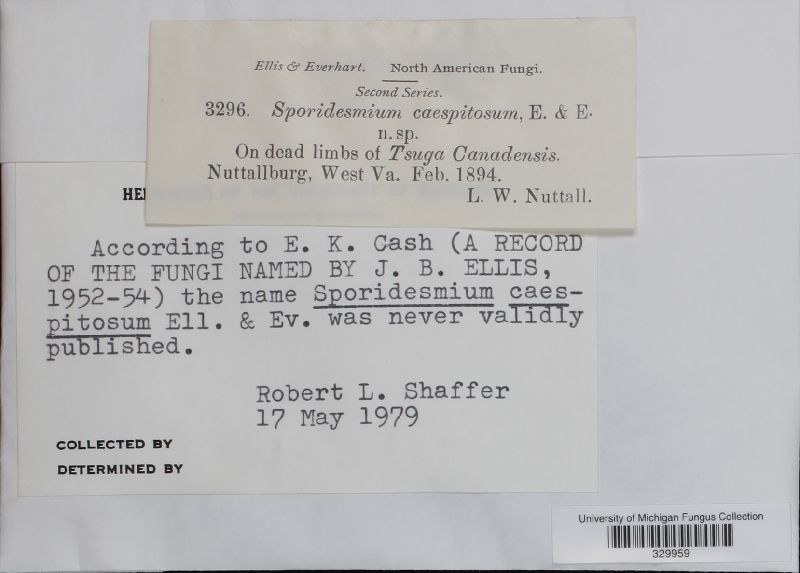 Ellis & Everhart. North American Fungi.
Second Series.
3296. Sporidesmium caespitosum, E. & E.
n. sp.
On dead limbs of Tsuga Canadensis.
Nuttallburg, West Va. Feb. 1894.
L. W. Nuttall.
According to E. K. Cash (A RECORD
OF THE FUNGI NAMED BY J. B. ELLIS,
1952-54) the name Sporidesmium caes-
pitosum Ell. & Ev. was never validly
published.
Robert L. Shaffer
17 May 1979
COLLECTED BY
DETERMINED BY
University of Michigan Fungus Collection
329959